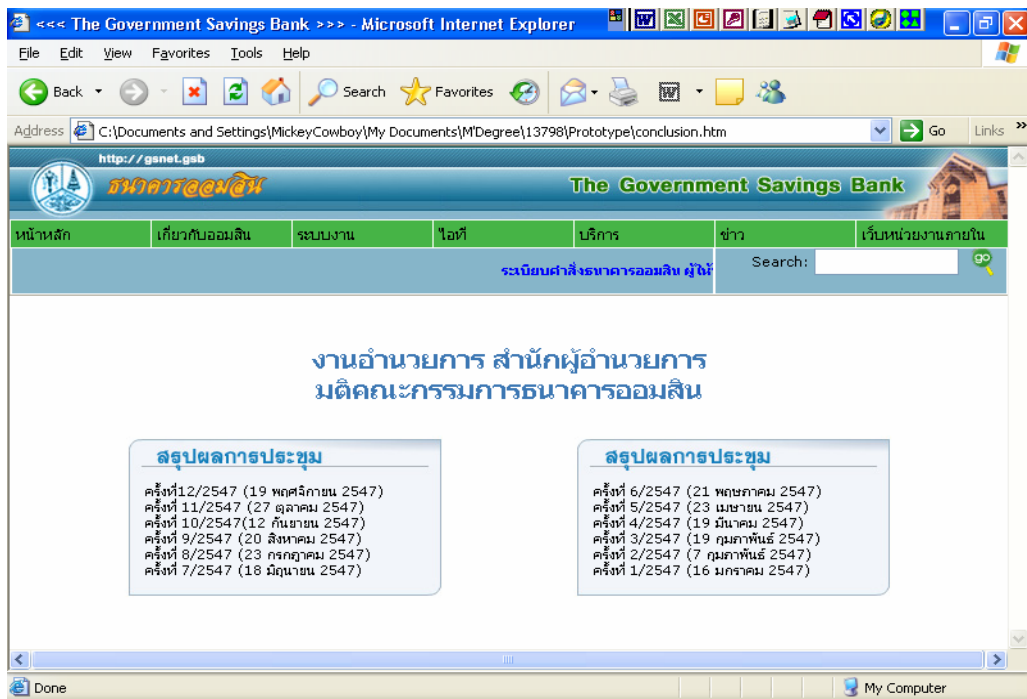 <<< The Government Savings Bank >>> - Microsoft Internet Explorer
File Edit View Favorites Tools Help
Back Search Favorites
Address C:\Documents and Settings\MickeyCowboy\My Documents\M'Degree\13798\Prototype\conclusion.htm Go Links »
http://gsnet.gsb
ธนาคารออมสิน The Government Savings Bank
หน้าหลัก เกี่ยวกับออมสิน ระบบงาน ไอที บริการ ข่าว เว็บหน่วยงานภายใน
ระเบียบคำสั่งธนาคารออมสิน ผู้ใ Search: go
งานอำนวยการ สำนักผู้อำนวยการ
มติคณะกรรมการธนาคารออมสิน
สรุปผลการประชุม
ครั้งที่12/2547 (19 พฤศจิกายน 2547)
ครั้งที่ 11/2547 (27 ตุลาคม 2547)
ครั้งที่ 10/2547(12 กันยายน 2547)
ครั้งที่ 9/2547 (20 สิงหาคม 2547)
ครั้งที่ 8/2547 (23 กรกฎาคม 2547)
ครั้งที่ 7/2547 (18 มิถุนายน 2547)
สรุปผลการประชุม
ครั้งที่ 6/2547 (21 พฤษภาคม 2547)
ครั้งที่ 5/2547 (23 เมษายน 2547)
ครั้งที่ 4/2547 (19 มีนาคม 2547)
ครั้งที่ 3/2547 (19 กุมภาพันธ์ 2547)
ครั้งที่ 2/2547 (7 กุมภาพันธ์ 2547)
ครั้งที่ 1/2547 (16 มกราคม 2547)
Done My Computer